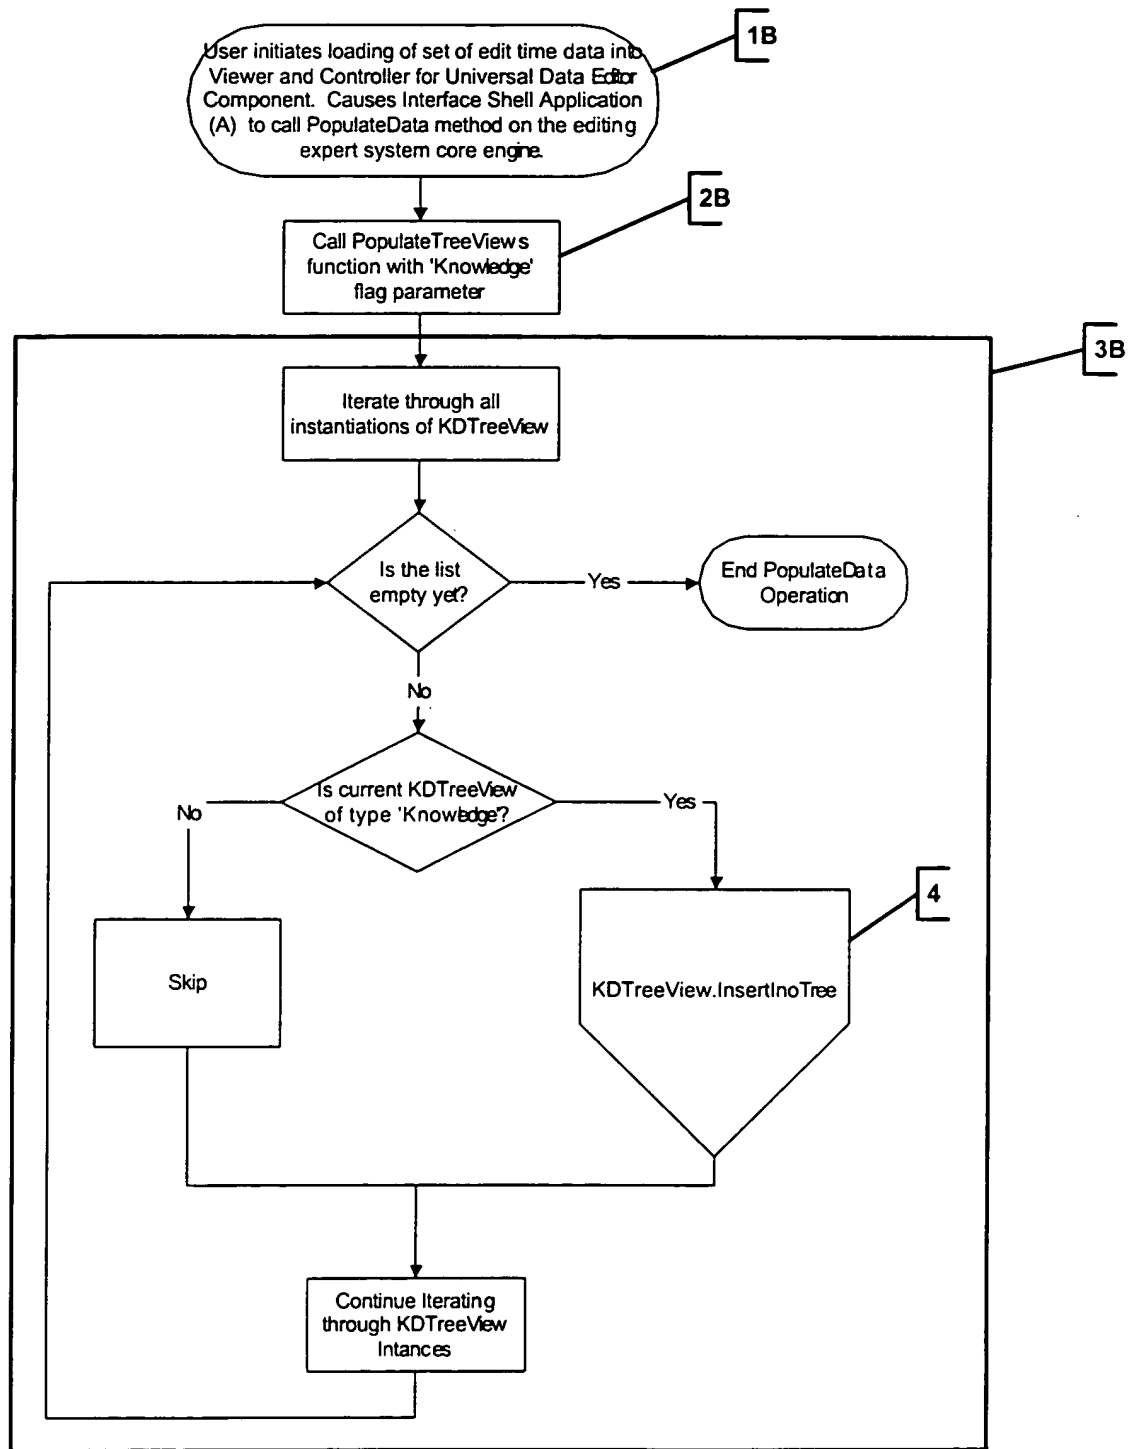 1B
User initiates loading of set of edit time data into
Viewer and Controller for Universal Data Editor
Component. Causes Interface Shell Application
(A) to call PopulateData method on the editing
expert system core engine.
2B
Call PopulateTreeViews
function with 'Knowledge'
flag parameter
3B
Iterate through all
instantiations of KDTreeView
Is the list
empty yet?
Yes
End PopulateData
Operation
No
Is current KDTreeView
of type 'Knowledge'?
No
Yes
4
Skip
KDTreeView.InsertInoTree
Continue Iterating
through KDTreeView
Intances